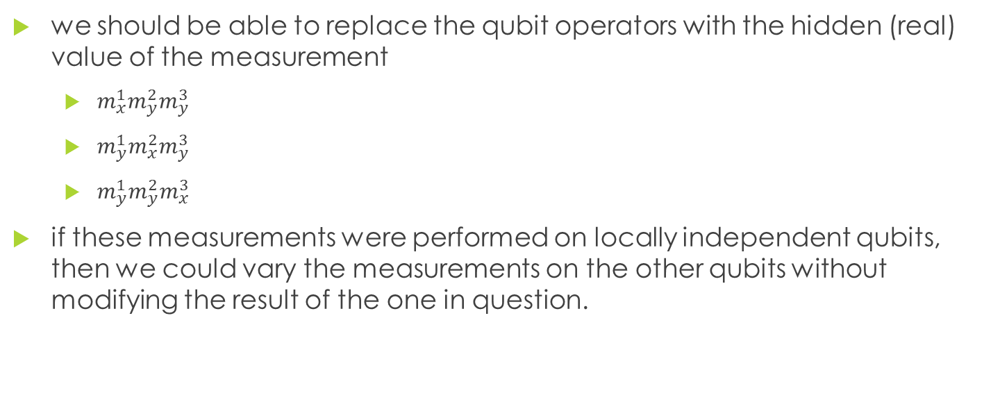 we should be able to replace the qubit operators with the hidden (real)
value of the measurement
$m_x^1 m_y^2 m_y^3$
$m_y^1 m_x^2 m_y^3$
$m_y^1 m_y^2 m_x^3$
if these measurements were performed on locally independent qubits,
then we could vary the measurements on the other qubits without
modifying the result of the one in question.